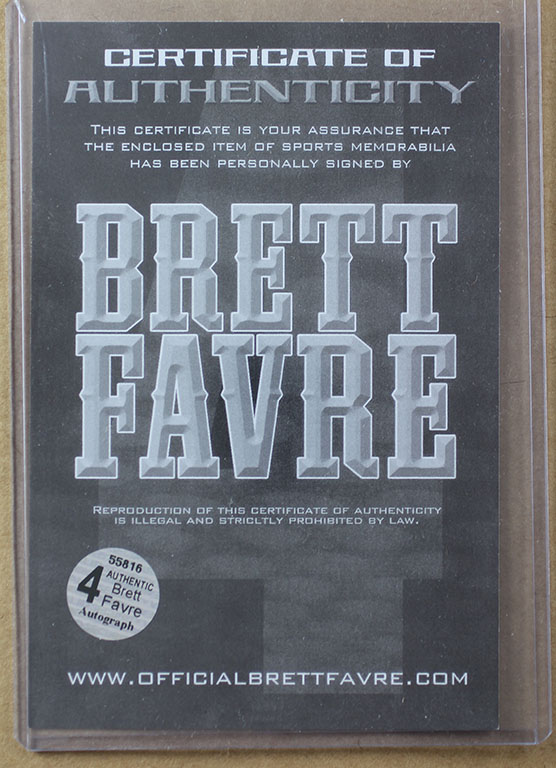 CERTIFICATE OF
AUTHENTICITY
THIS CERTIFICATE IS YOUR ASSURANCE THAT
THE ENCLOSED ITEM OF SPORTS MEMORABILIA
HAS BEEN PERSONALLY SIGNED BY
BRETT
FAVRE
REPRODUCTION OF THIS CERTIFICATE OF AUTHENTICITY
IS ILLEGAL AND STRICTLY PROHIBITED BY LAW.
55816
4 AUTHENTIC
Brett
Favre
Autograph
WWW.OFFICIALBRETTFAVRE.COM